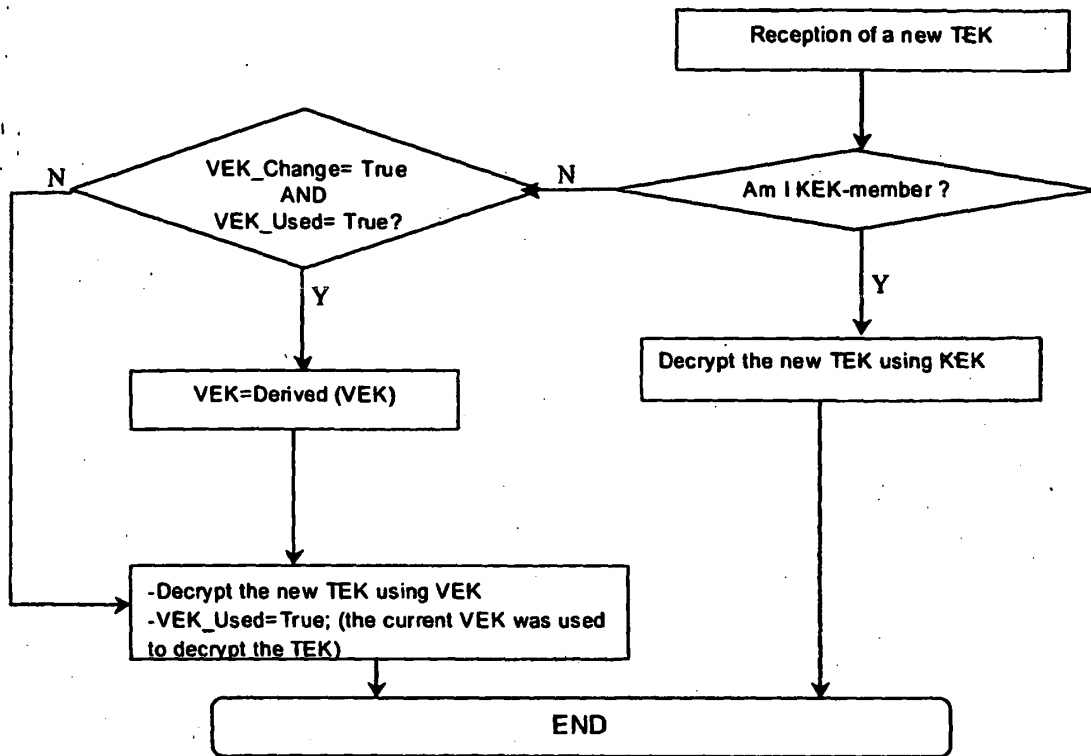 Reception of a new TEK
Am I KEK-member ?
N
Y
VEK_Change= True
AND
VEK_Used= True?
N
Y
Decrypt the new TEK using KEK
VEK=Derived (VEK)
-Decrypt the new TEK using VEK
-VEK_Used=True; (the current VEK was used
to decrypt the TEK)
END